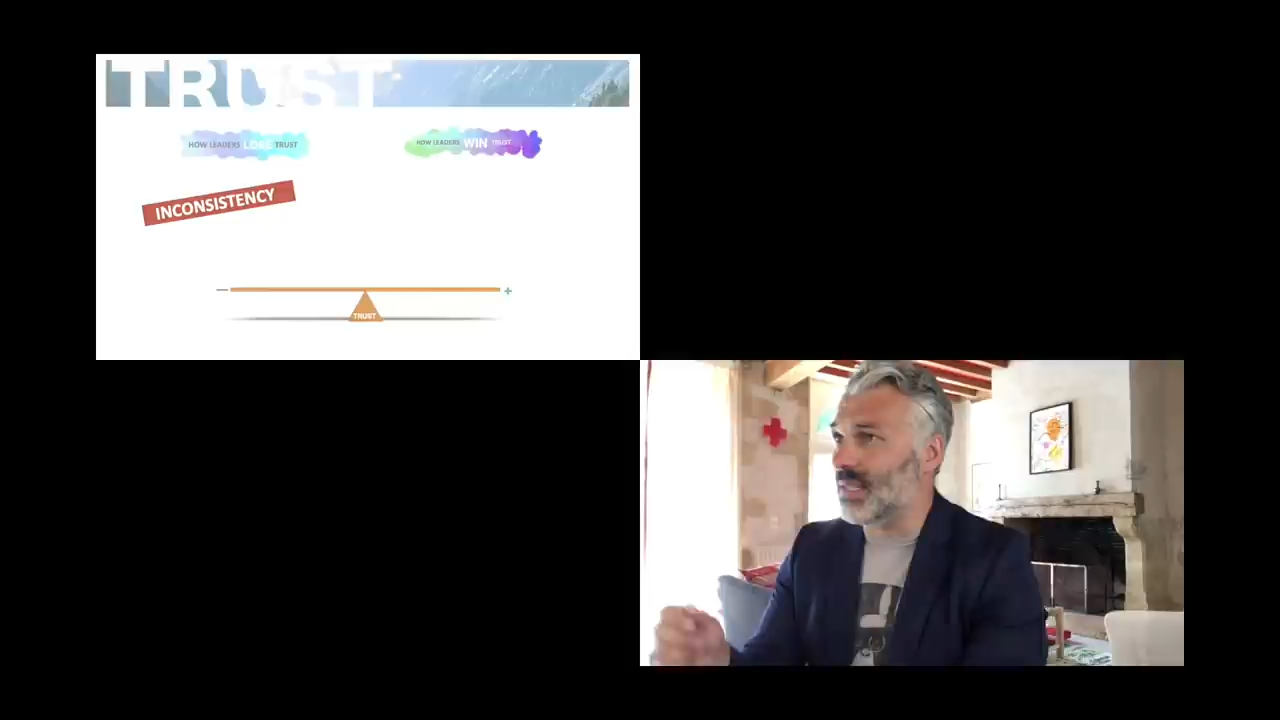 TRUST
HOW LEADERS LOSE TRUST
HOW LEADERS WIN TRUST
INCONSISTENCY
− +
TRUST